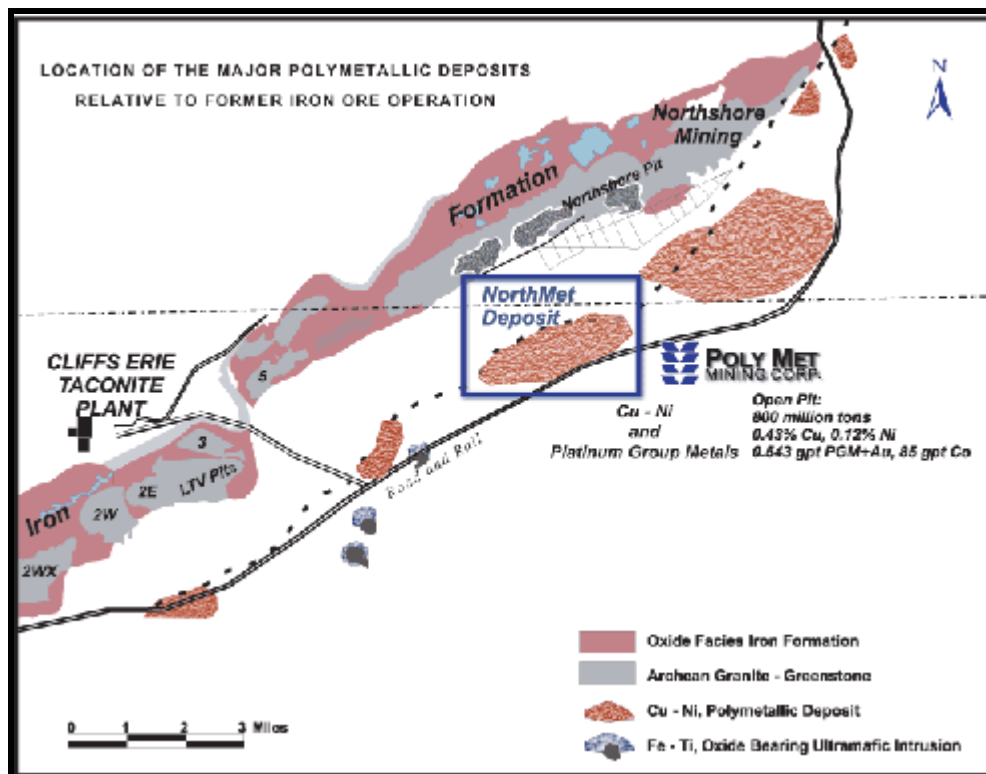 LOCATION OF THE MAJOR POLYMETALLIC DEPOSITS
RELATIVE TO FORMER IRON ORE OPERATION
N
Northshore
Mining
Formation
Northshore Pit
NorthMet
Deposit
CLIFFS ERIE
TACONITE
PLANT
5
POLY MET
MINING CORP.
Cu - Ni
and
Platinum Group Metals
Open Pit:
800 million tons
0.43% Cu, 0.12% Ni
0.543 gpt PGM+Au, 85 gpt Co
3
LTV Pits
2E
2W
Iron
2WX
Road and Rail
Oxide Facies Iron Formation
Archean Granite - Greenstone
Cu - Ni, Polymetallic Deposit
Fe - Ti, Oxide Bearing Ultramafic Intrusion
0 1 2 3 Miles